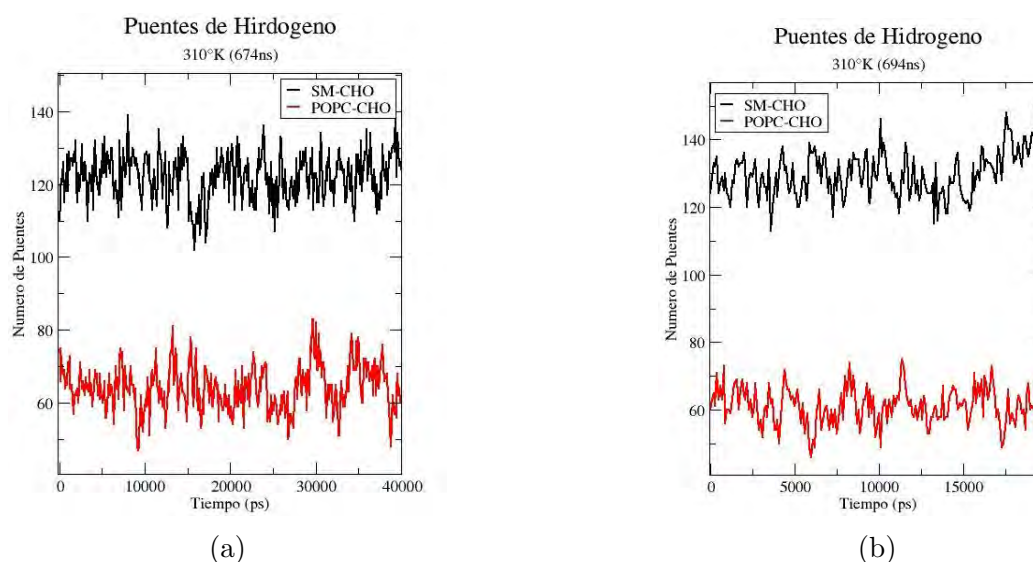 Puentes de Hirdogeno
310°K (674ns)
SM-CHO
POPC-CHO
140
120
100
80
60
Numero de Puentes
0 10000 20000 30000 40000
Tiempo (ps)
(a)
Puentes de Hidrogeno
310°K (694ns)
SM-CHO
POPC-CHO
140
120
100
80
60
Numero de Puentes
0 5000 10000 15000
Tiempo (ps)
(b)